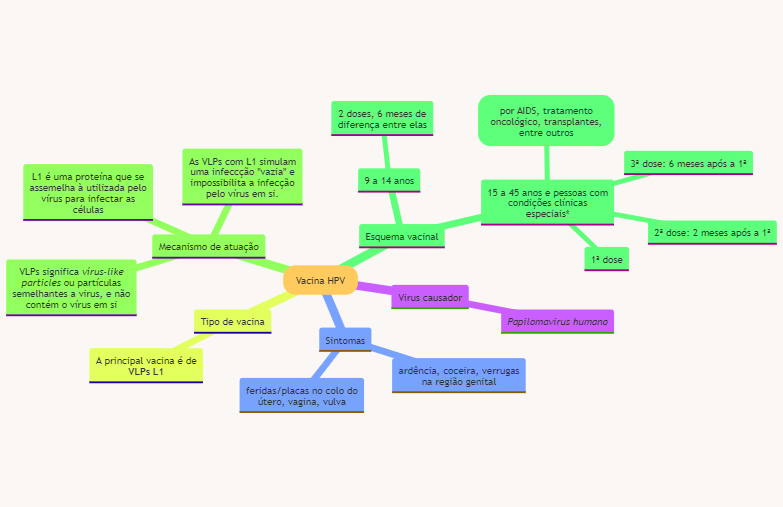 por AIDS, tratamento
oncológico, transplantes,
entre outros
2 doses, 6 meses de
diferença entre elas
3ª dose: 6 meses após a 1ª
As VLPs com L1 simulam
uma infeccção "vazia" e
impossibilita a infecção
pelo vírus em si.
L1 é uma proteína que se
assemelha à utilizada pelo
vírus para infectar as
células
9 a 14 anos
15 a 45 anos e pessoas com
condições clínicas
especiais*
2ª dose: 2 meses após a 1ª
Esquema vacinal
Mecanismo de atuação
1ª dose
VLPs significa vírus-like
particles ou partículas
semelhantes a vírus, e não
contém o vírus em si
Vacina HPV
Vírus causador
Papilomavirus humano
Tipo de vacina
Sintomas
A principal vacina é de
VLPs L1
ardência, coceira, verrugas
na região genital
feridas/placas no colo do
útero, vagina, vulva